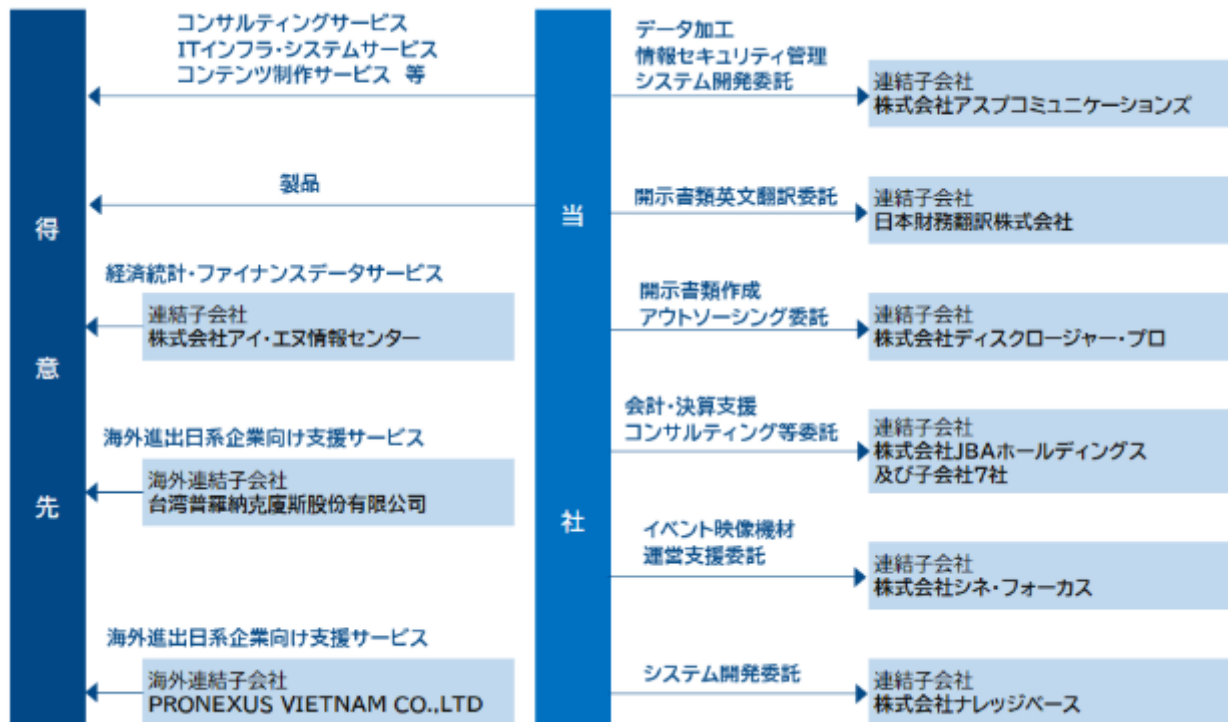 コンサルティングサービス
ITインフラ・システムサービス
コンテンツ制作サービス 等
製品
経済統計・ファイナンスデータサービス
連結子会社
株式会社アイ・エヌ情報センター
海外進出日系企業向け支援サービス
海外連結子会社
台湾普羅納克廈斯股份有限公司
海外進出日系企業向け支援サービス
海外連結子会社
PRONEXUS VIETNAM CO.,LTD
得意先
当社
データ加工
情報セキュリティ管理
システム開発委託
連結子会社
株式会社アスプコミュニケーションズ
開示書類英文翻訳委託
連結子会社
日本財務翻訳株式会社
開示書類作成
アウトソーシング委託
連結子会社
株式会社ディスクロージャー・プロ
会計・決算支援
コンサルティング等委託
連結子会社
株式会社JBAホールディングス
及び子会社7社
イベント映像機材
運営支援委託
連結子会社
株式会社シネ・フォーカス
システム開発委託
連結子会社
株式会社ナレッジベース